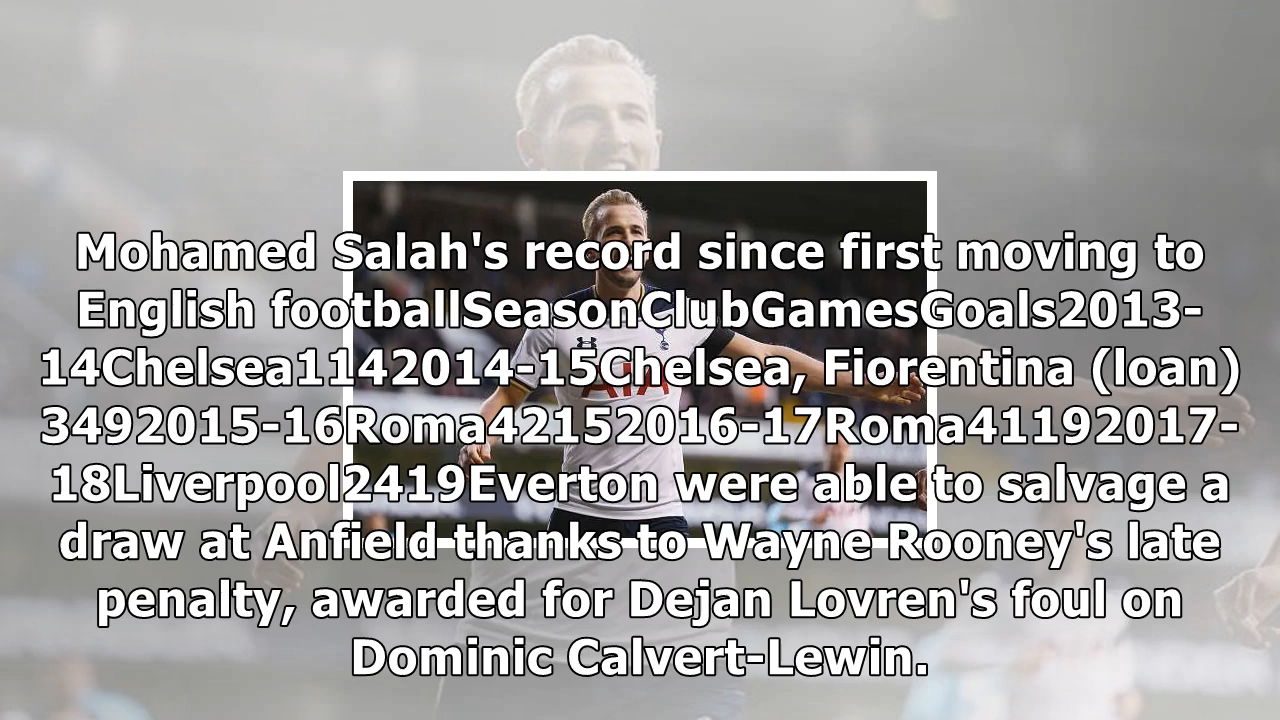 Mohamed Salah's record since first moving to
English footballSeasonClubGamesGoals2013-
14Chelsea1142014-15Chelsea, Fiorentina (loan)
3492015-16Roma42152016-17Roma41192017-
18Liverpool2419Everton were able to salvage a
draw at Anfield thanks to Wayne Rooney's late
penalty, awarded for Dejan Lovren's foul on
Dominic Calvert-Lewin.
AIA